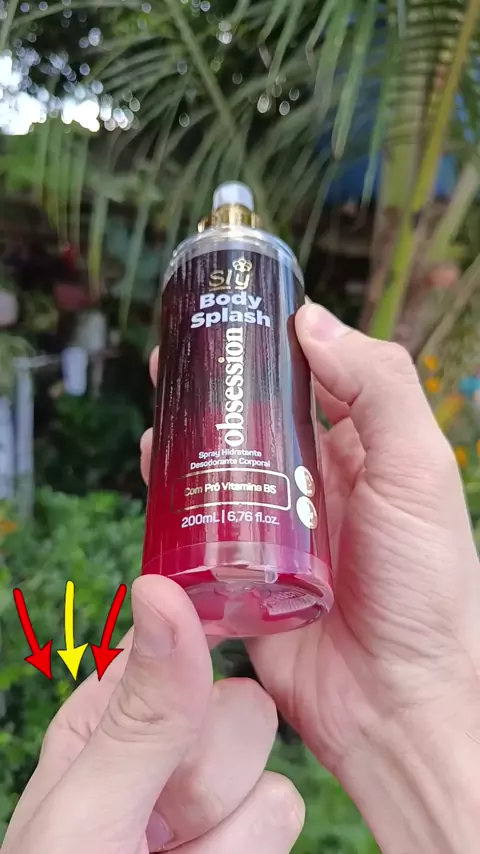 Sly
Body
Splash
obsession
Spray Hidratante
Desodorante Corporal
Com Pró Vitamina B5
200mL | 6,76 fl.oz.